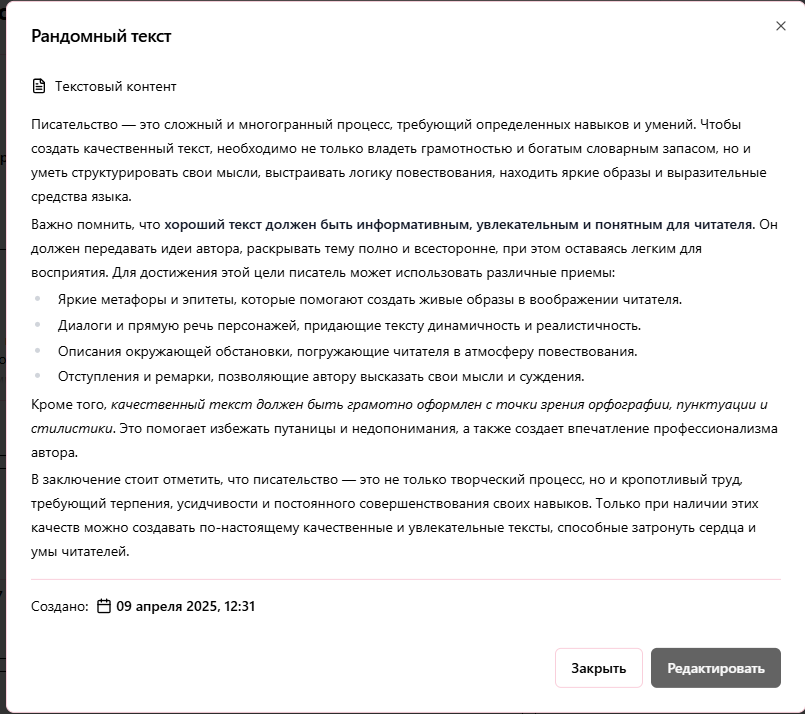 Рандомный текст
Текстовый контент
Писательство — это сложный и многогранный процесс, требующий определенных навыков и умений. Чтобы
создать качественный текст, необходимо не только владеть грамотностью и богатым словарным запасом, но и
уметь структурировать свои мысли, выстраивать логику повествования, находить яркие образы и выразительные
средства языка.
Важно помнить, что хороший текст должен быть информативным, увлекательным и понятным для читателя. Он
должен передавать идеи автора, раскрывать тему полно и всесторонне, при этом оставаясь легким для
восприятия. Для достижения этой цели писатель может использовать различные приемы:
Яркие метафоры и эпитеты, которые помогают создать живые образы в воображении читателя.
Диалоги и прямую речь персонажей, придающие тексту динамичность и реалистичность.
Описания окружающей обстановки, погружающие читателя в атмосферу повествования.
Отступления и ремарки, позволяющие автору высказать свои мысли и суждения.
Кроме того, качественный текст должен быть грамотно оформлен с точки зрения орфографии, пунктуации и
стилистики. Это помогает избежать путаницы и недопонимания, а также создает впечатление профессионализма
автора.
В заключение стоит отметить, что писательство — это не только творческий процесс, но и кропотливый труд,
требующий терпения, усидчивости и постоянного совершенствования своих навыков. Только при наличии этих
качеств можно создавать по-настоящему качественные и увлекательные тексты, способные затронуть сердца и
умы читателей.
Создано: 09 апреля 2025, 12:31
Закрыть
Редактировать